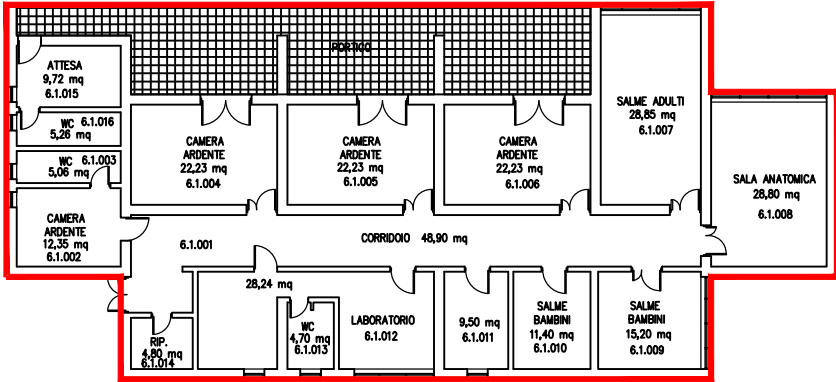 PORTICO
ATTESA
9,72 mq
6.1.015
WC 6.1.016
5,26 mq
WC 6.1.003
5,06 mq
CAMERA
ARDENTE
12,35 mq
6.1.002
CAMERA
ARDENTE
22,23 mq
6.1.004
CAMERA
ARDENTE
22,23 mq
6.1.005
CAMERA
ARDENTE
22,23 mq
6.1.006
SALME ADULTI
28,85 mq
6.1.007
SALA ANATOMICA
28,80 mq
6.1.008
6.1.001
CORRIDOIO 48,90 mq
28,24 mq
RIP.
4,80 mq
6.1.014
WC
4,70 mq
6.1.013
LABORATORIO
6.1.012
9,50 mq
6.1.011
SALME
BAMBINI
11,40 mq
6.1.010
SALME
BAMBINI
15,20 mq
6.1.009